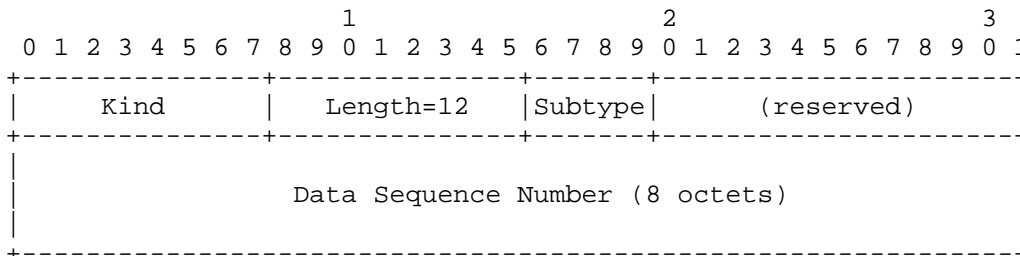 1                   2                   3
 0 1 2 3 4 5 6 7 8 9 0 1 2 3 4 5 6 7 8 9 0 1 2 3 4 5 6 7 8 9 0 1
+---------------+---------------+-------+-----------------------
|     Kind      |   Length=12   |Subtype|      (reserved)
+---------------+---------------+-------+-----------------------
|
|                Data Sequence Number (8 octets)
|
+---------------------------------------------------------------